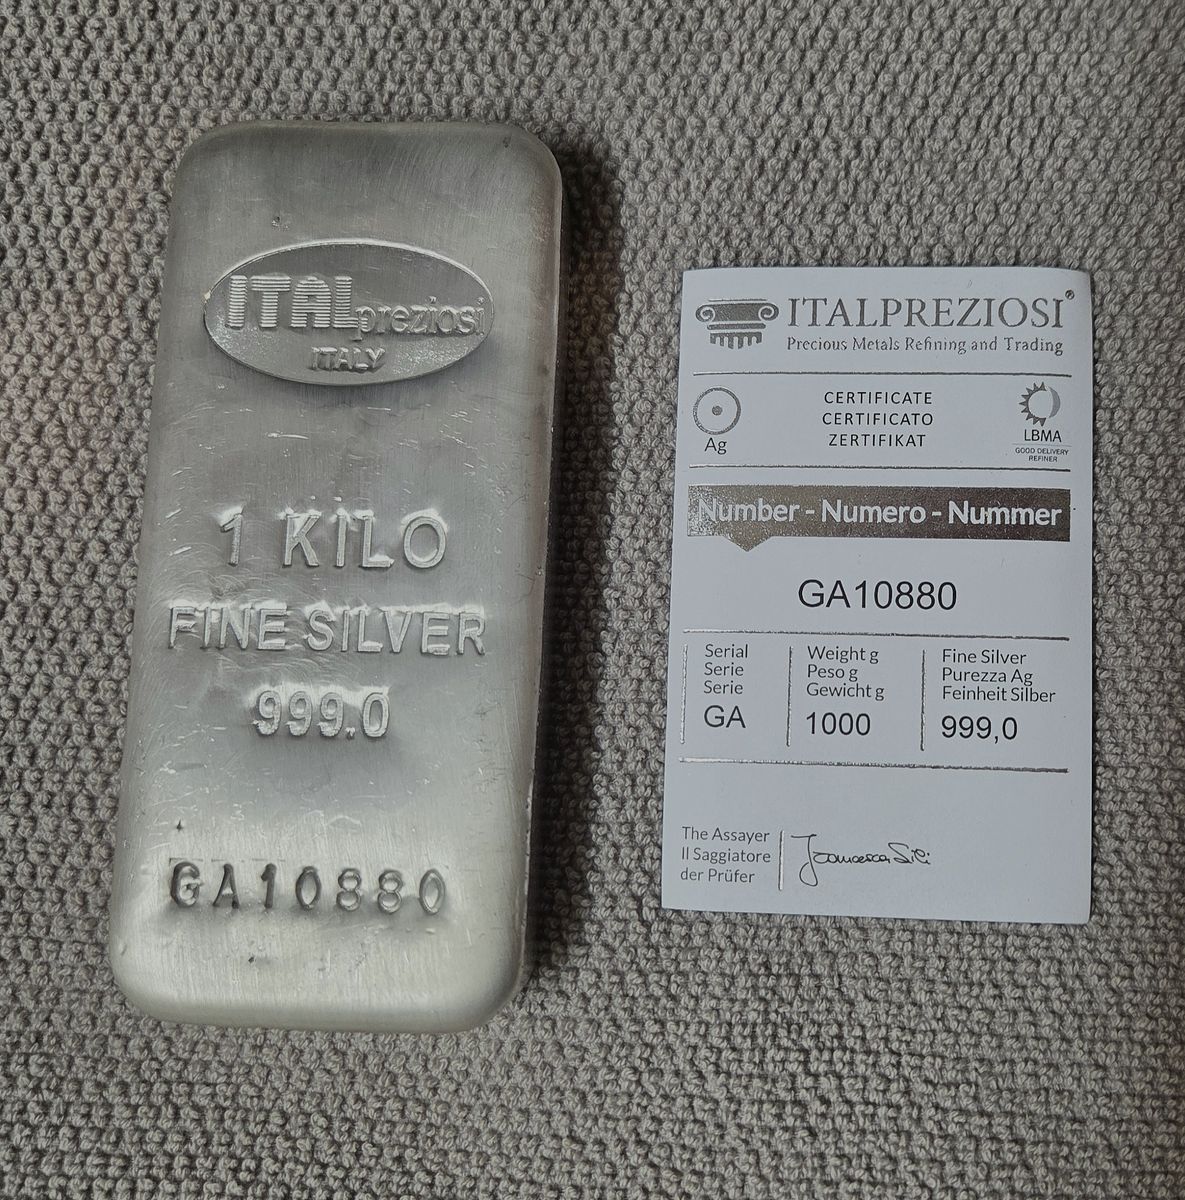 ITALpreziosi
ITALY
1 KILO
FINE SILVER
999.0
GA10880
ITALPREZIOSI®
Precious Metals Refining and Trading
Ag
CERTIFICATE
CERTIFICATO
ZERTIFIKAT
LBMA
GOOD DELIVERY
REFINER
Number - Numero - Nummer
GA10880
Serial
Serie
Serie
GA
Weight g
Peso g
Gewicht g
1000
Fine Silver
Purezza Ag
Feinheit Silber
999,0
The Assayer
Il Saggiatore
der Prüfer